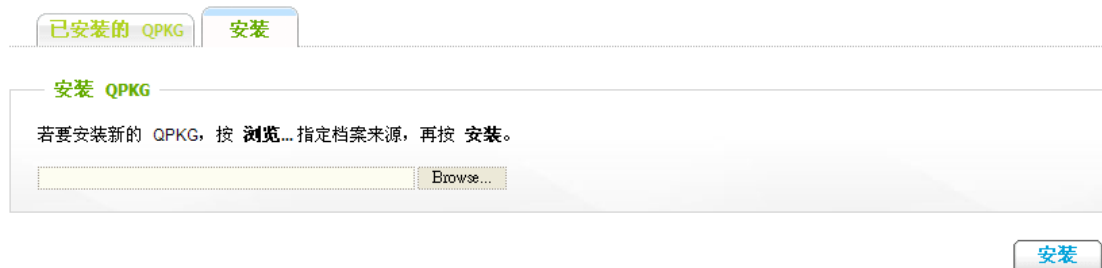 已安装的 QPKG 安装
安装 QPKG
若要安装新的 QPKG，按 浏览...指定档案来源，再按 安装。
Browse...
安装